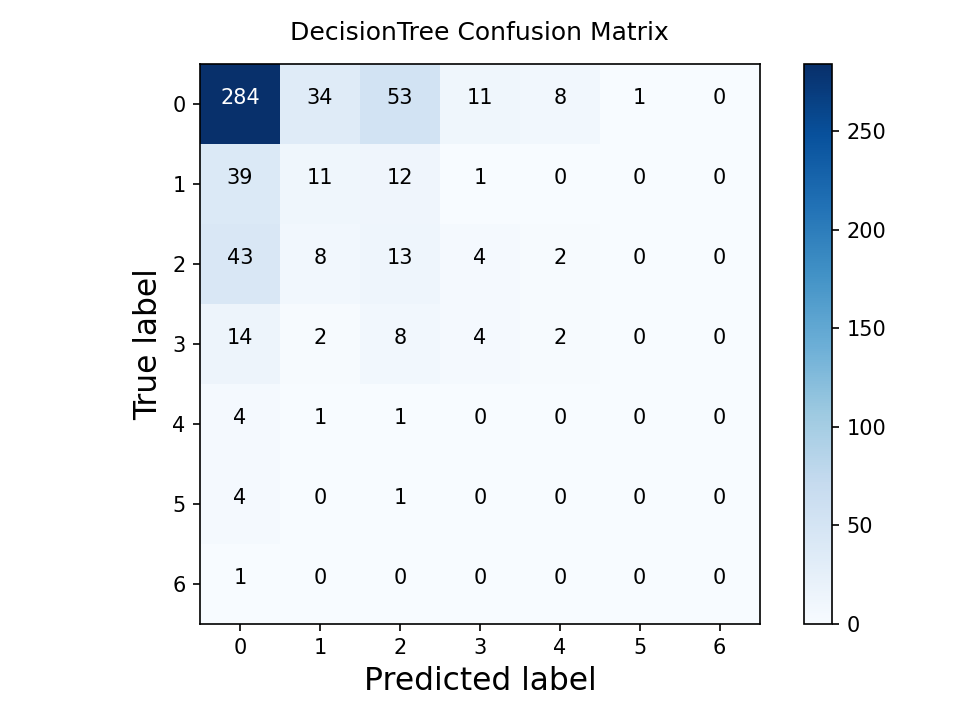 DecisionTree Confusion Matrix
0 284 34 53 11 8 1 0
1 39 11 12 1 0 0 0
2 43 8 13 4 2 0 0
3 14 2 8 4 2 0 0
4 4 1 1 0 0 0 0
5 4 0 1 0 0 0 0
6 1 0 0 0 0 0 0
0 1 2 3 4 5 6
Predicted label
True label
250
200
150
100
50
0